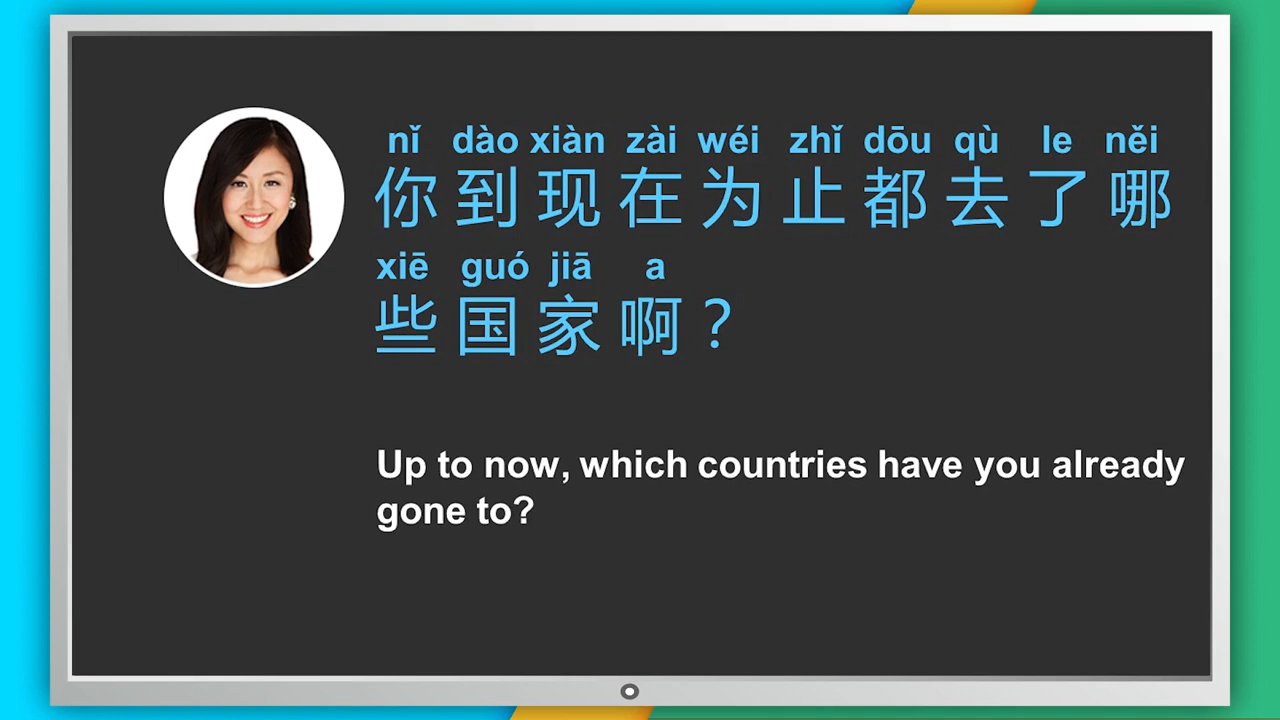 nǐ dào xiàn zài wéi zhǐ dōu qù le něi
你到现在为止都去了哪
xiē guó jiā a
些国家啊？
Up to now, which countries have you already
gone to?